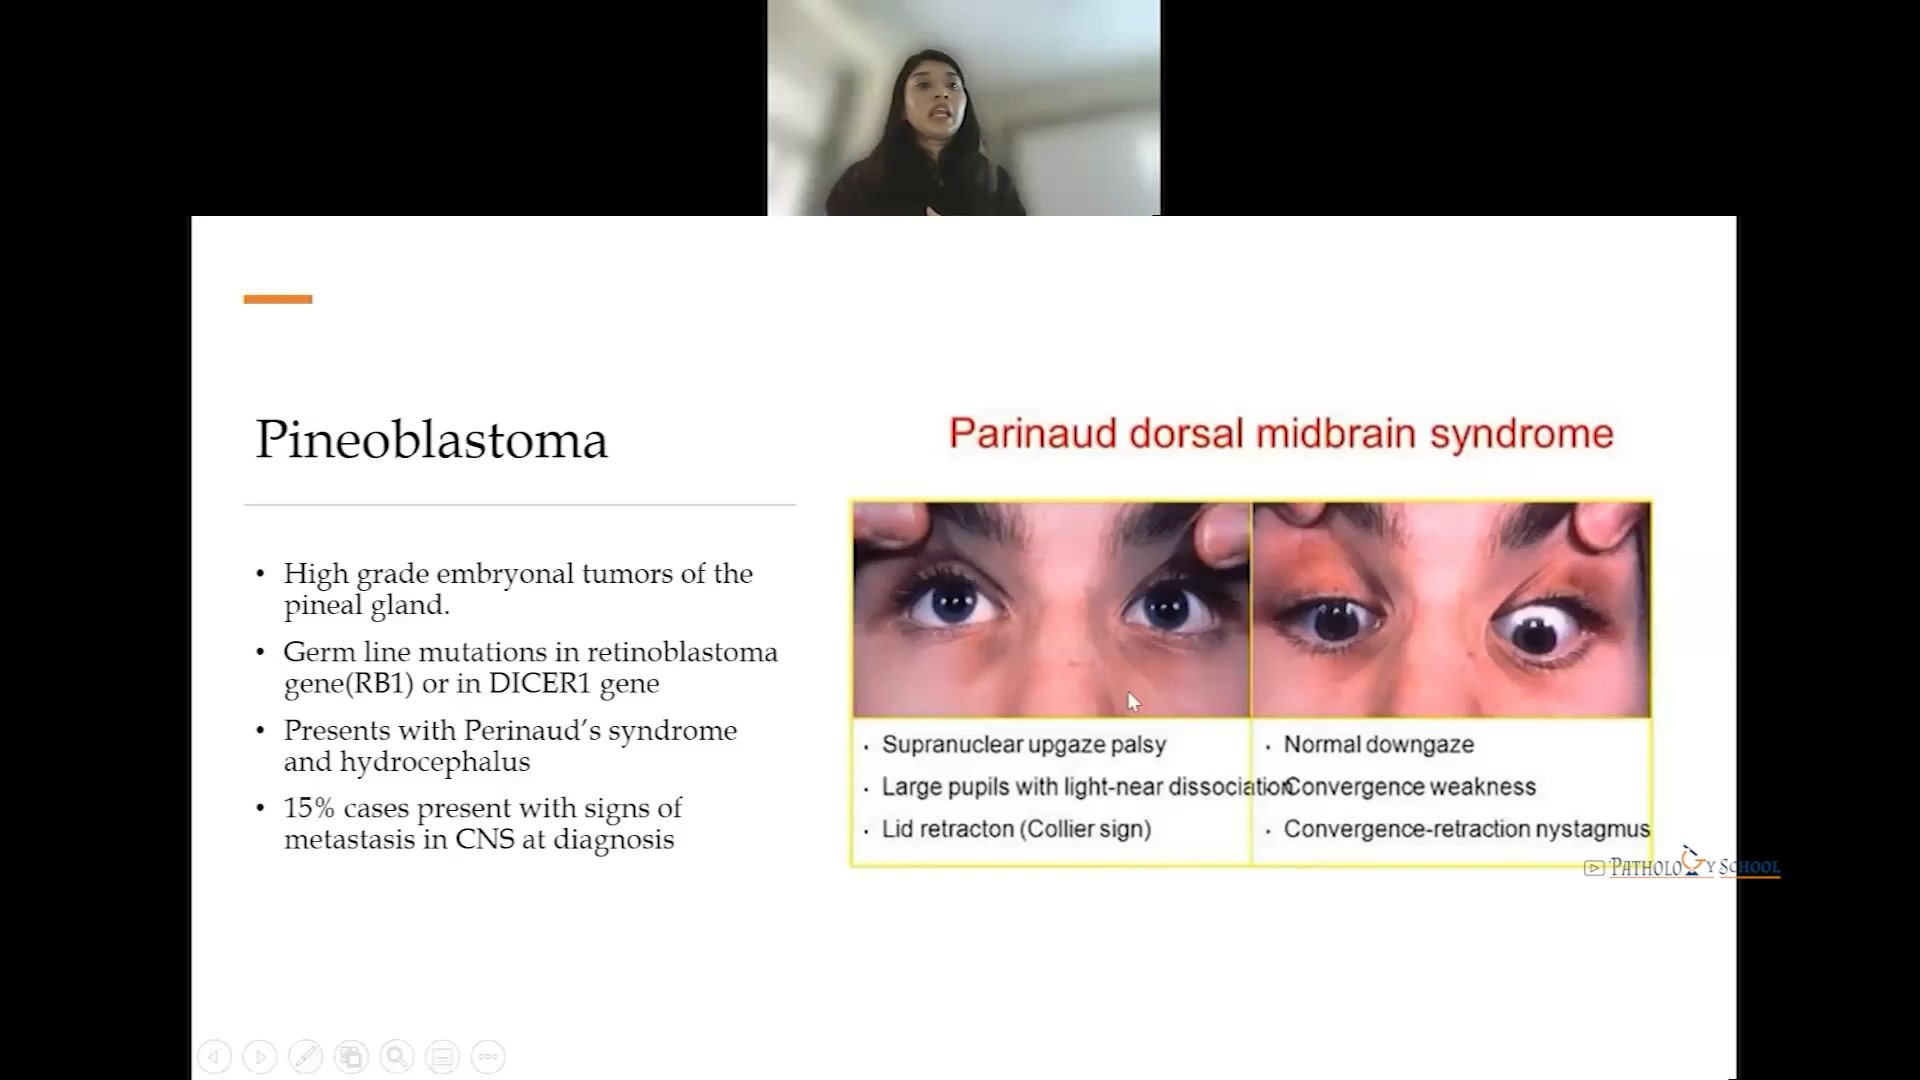 Pineoblastoma
• High grade embryonal tumors of the
pineal gland.
• Germ line mutations in retinoblastoma
gene(RB1) or in DICER1 gene
• Presents with Perinaud’s syndrome
and hydrocephalus
• 15% cases present with signs of
metastasis in CNS at diagnosis
Parinaud dorsal midbrain syndrome
· Supranuclear upgaze palsy
· Large pupils with light-near dissociation
· Lid retracton (Collier sign)
· Normal downgaze
· Convergence weakness
· Convergence-retraction nystagmus
PATHOLOGY SCHOOL